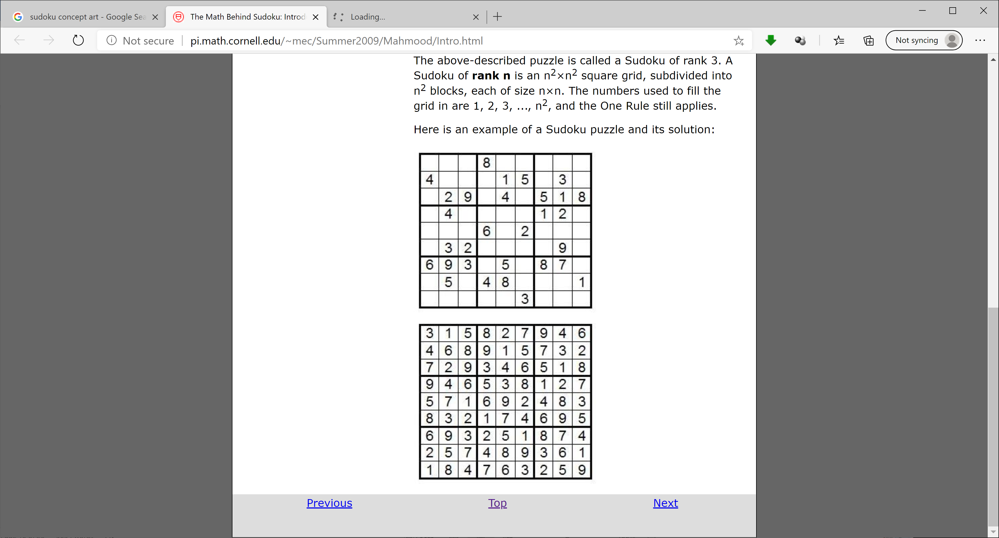 sudoku concept art - Google Sea
The Math Behind Sudoku: Introd
Loading...
Not secure
pi.math.cornell.edu/~mec/Summer2009/Mahmood/Intro.html
Not syncing
The above-described puzzle is called a Sudoku of rank 3. A
Sudoku of rank n is an n²×n² square grid, subdivided into
n² blocks, each of size n×n. The numbers used to fill the
grid in are 1, 2, 3, ..., n², and the One Rule still applies.
Here is an example of a Sudoku puzzle and its solution:
8
4 1 5 3
2 9 4 5 1 8
4 1 2
6 2
3 2 9
6 9 3 5 8 7
5 4 8 1
3
3 1 5 8 2 7 9 4 6
4 6 8 9 1 5 7 3 2
7 2 9 3 4 6 5 1 8
9 4 6 5 3 8 1 2 7
5 7 1 6 9 2 4 8 3
8 3 2 1 7 4 6 9 5
6 9 3 2 5 1 8 7 4
2 5 7 4 8 9 3 6 1
1 8 4 7 6 3 2 5 9
Previous Top Next